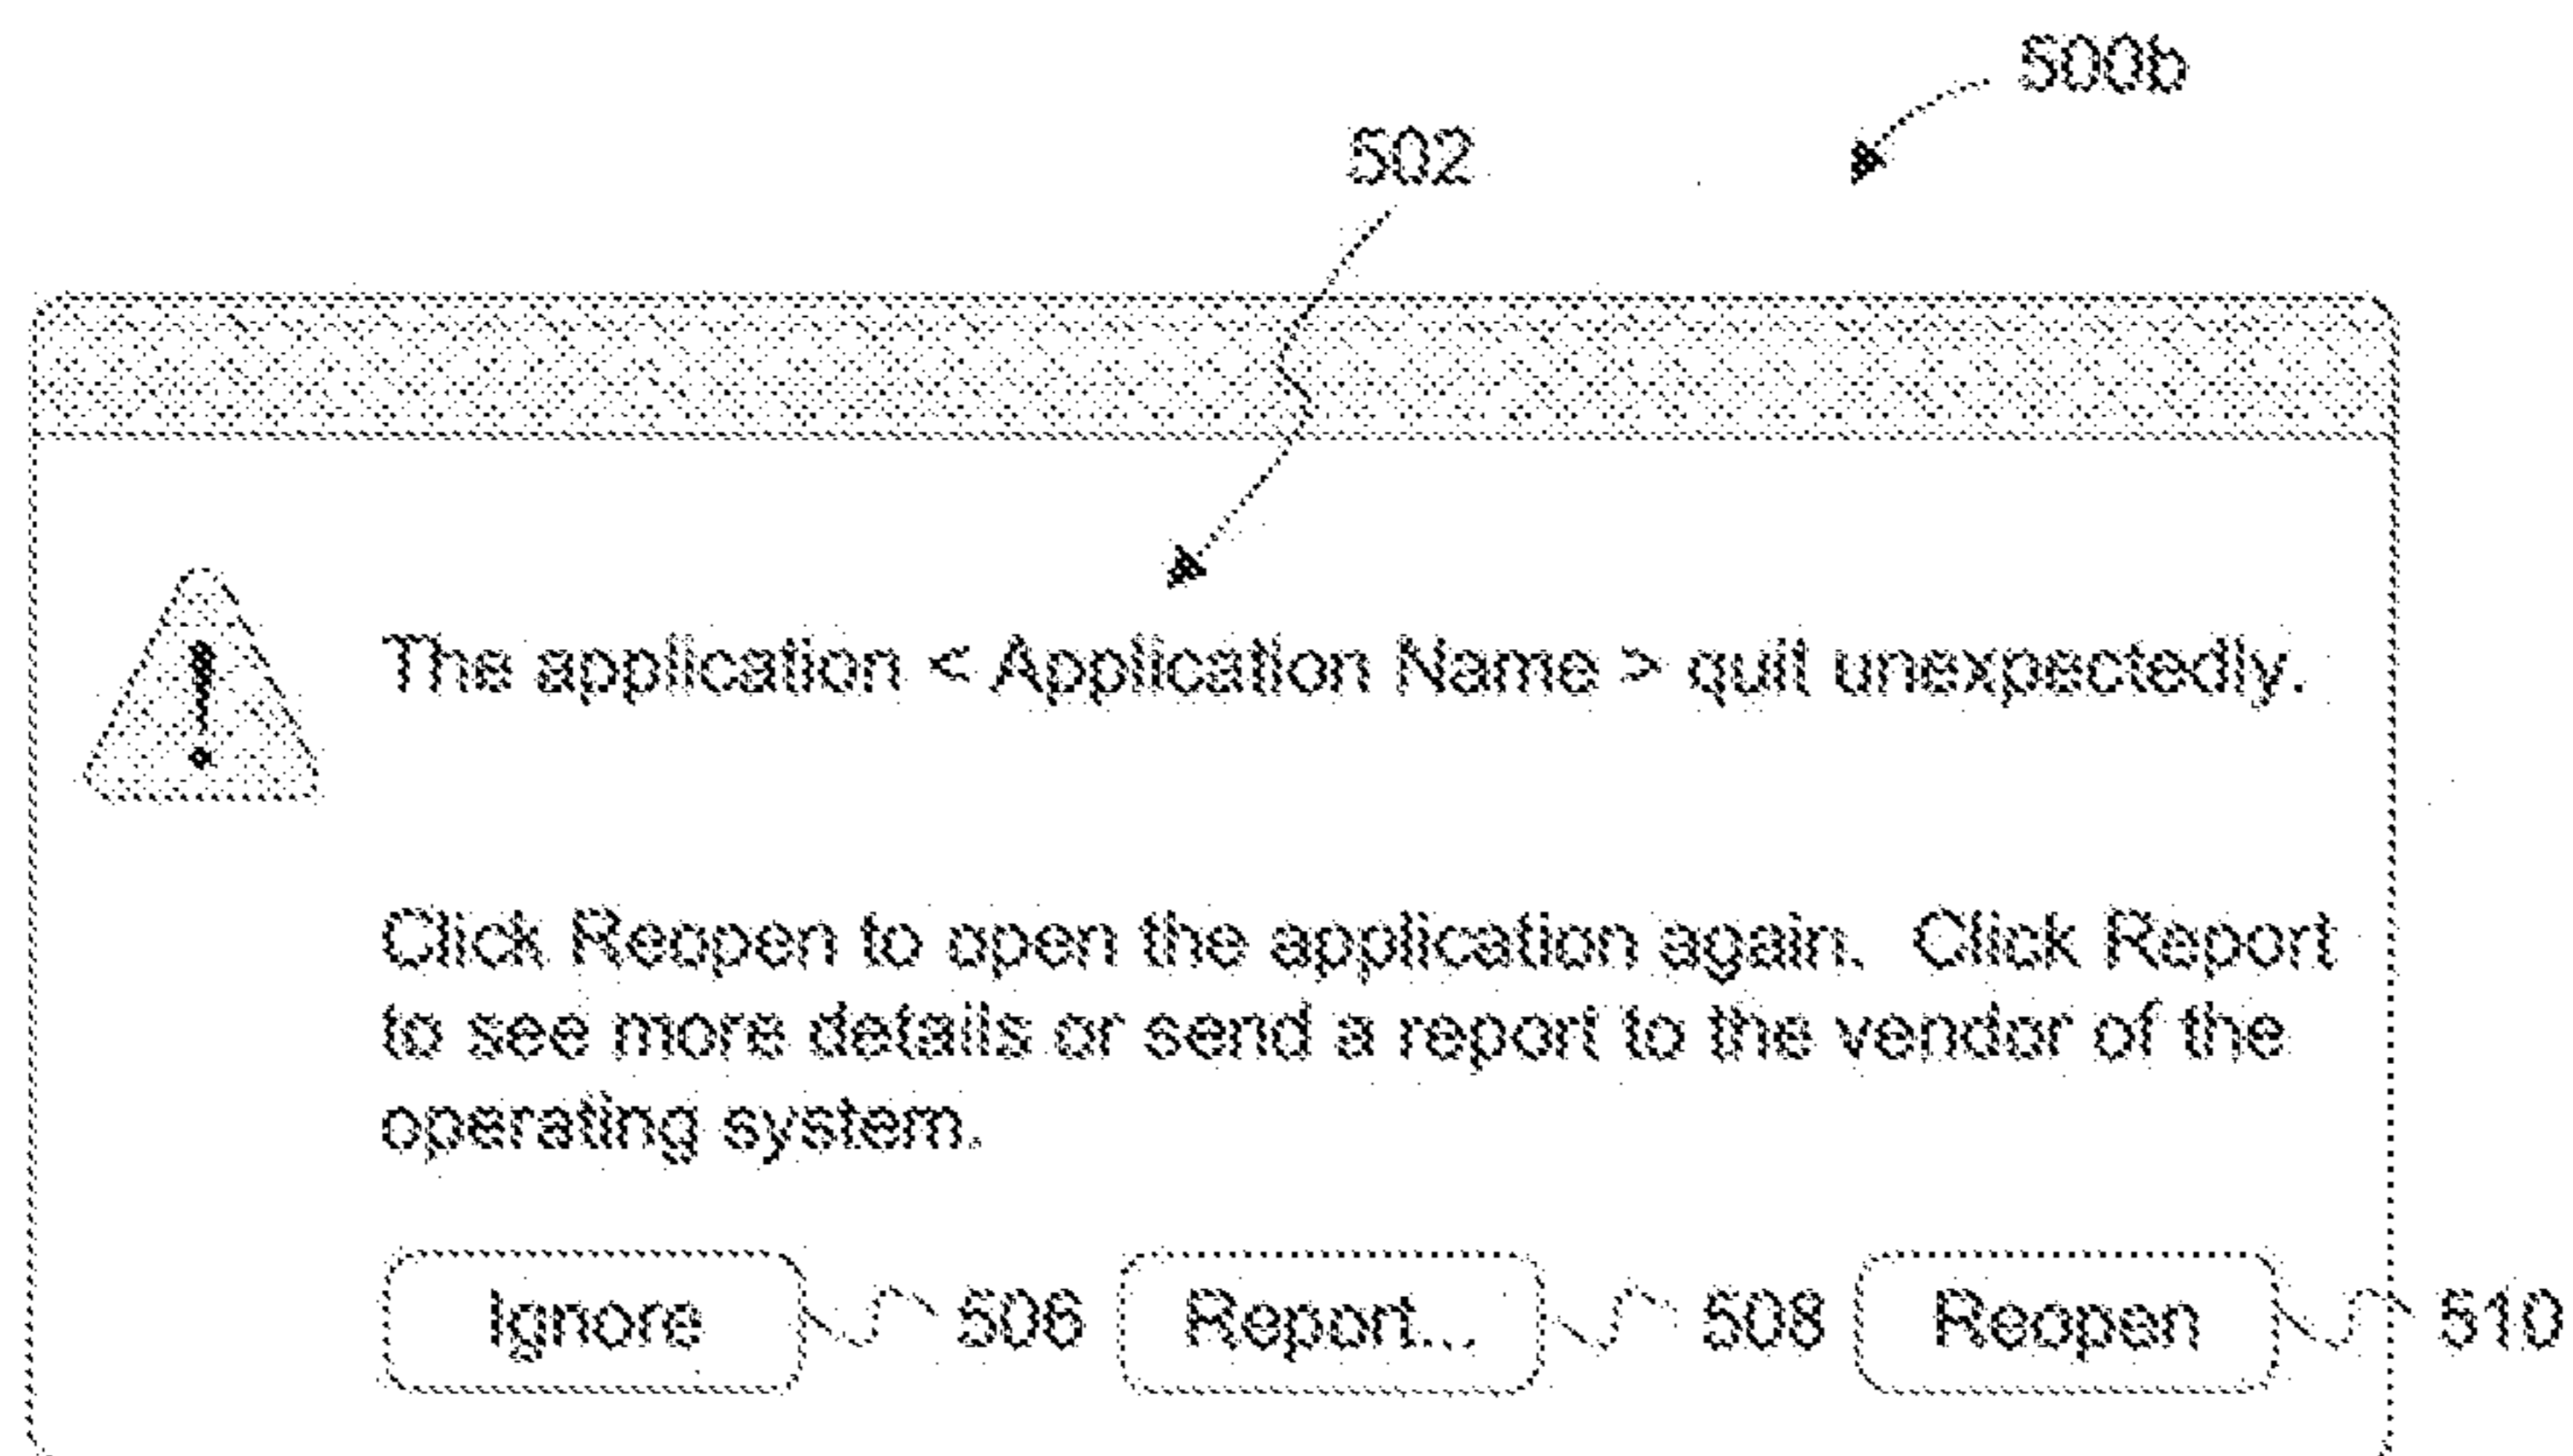 500b
502
!
The application < Application Name > quit unexpectedly.
Click Reopen to open the application again. Click Report
to see more details or send a report to the vendor of the
operating system.
Ignore 506 Report... 508 Reopen 510